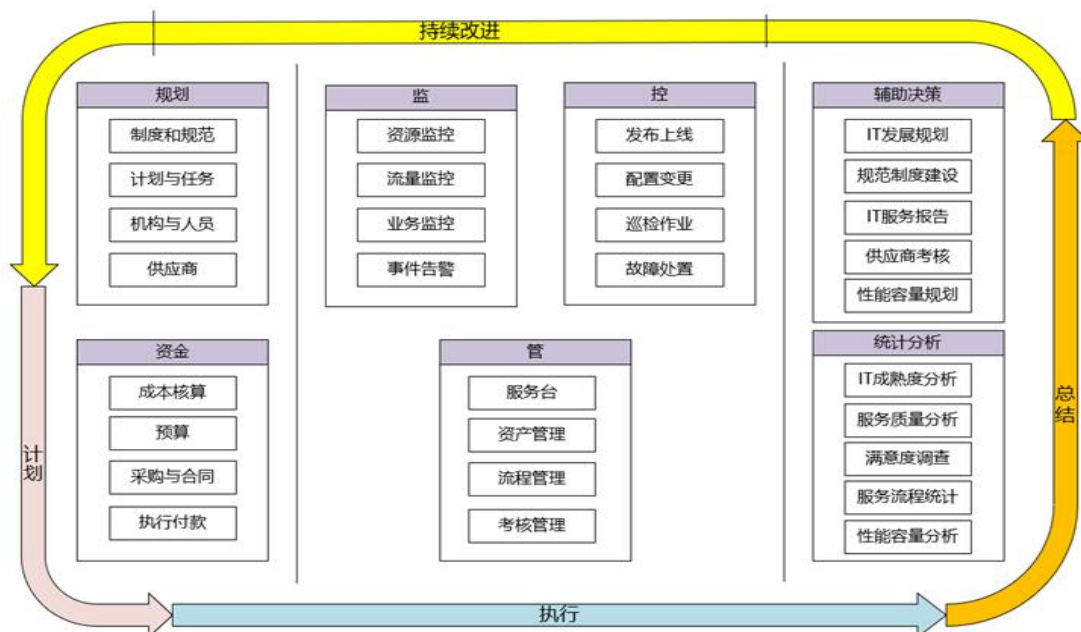 持续改进
规划
制度和规范
计划与任务
机构与人员
供应商
监
资源监控
流量监控
业务监控
事件告警
控
发布上线
配置变更
巡检作业
故障处置
辅助决策
IT发展规划
规范制度建设
IT服务报告
供应商考核
性能容量规划
资金
成本核算
预算
采购与合同
执行付款
管
服务台
资产管理
流程管理
考核管理
统计分析
IT成熟度分析
服务质量分析
满意度调查
服务流程统计
性能容量分析
计划
执行
总结